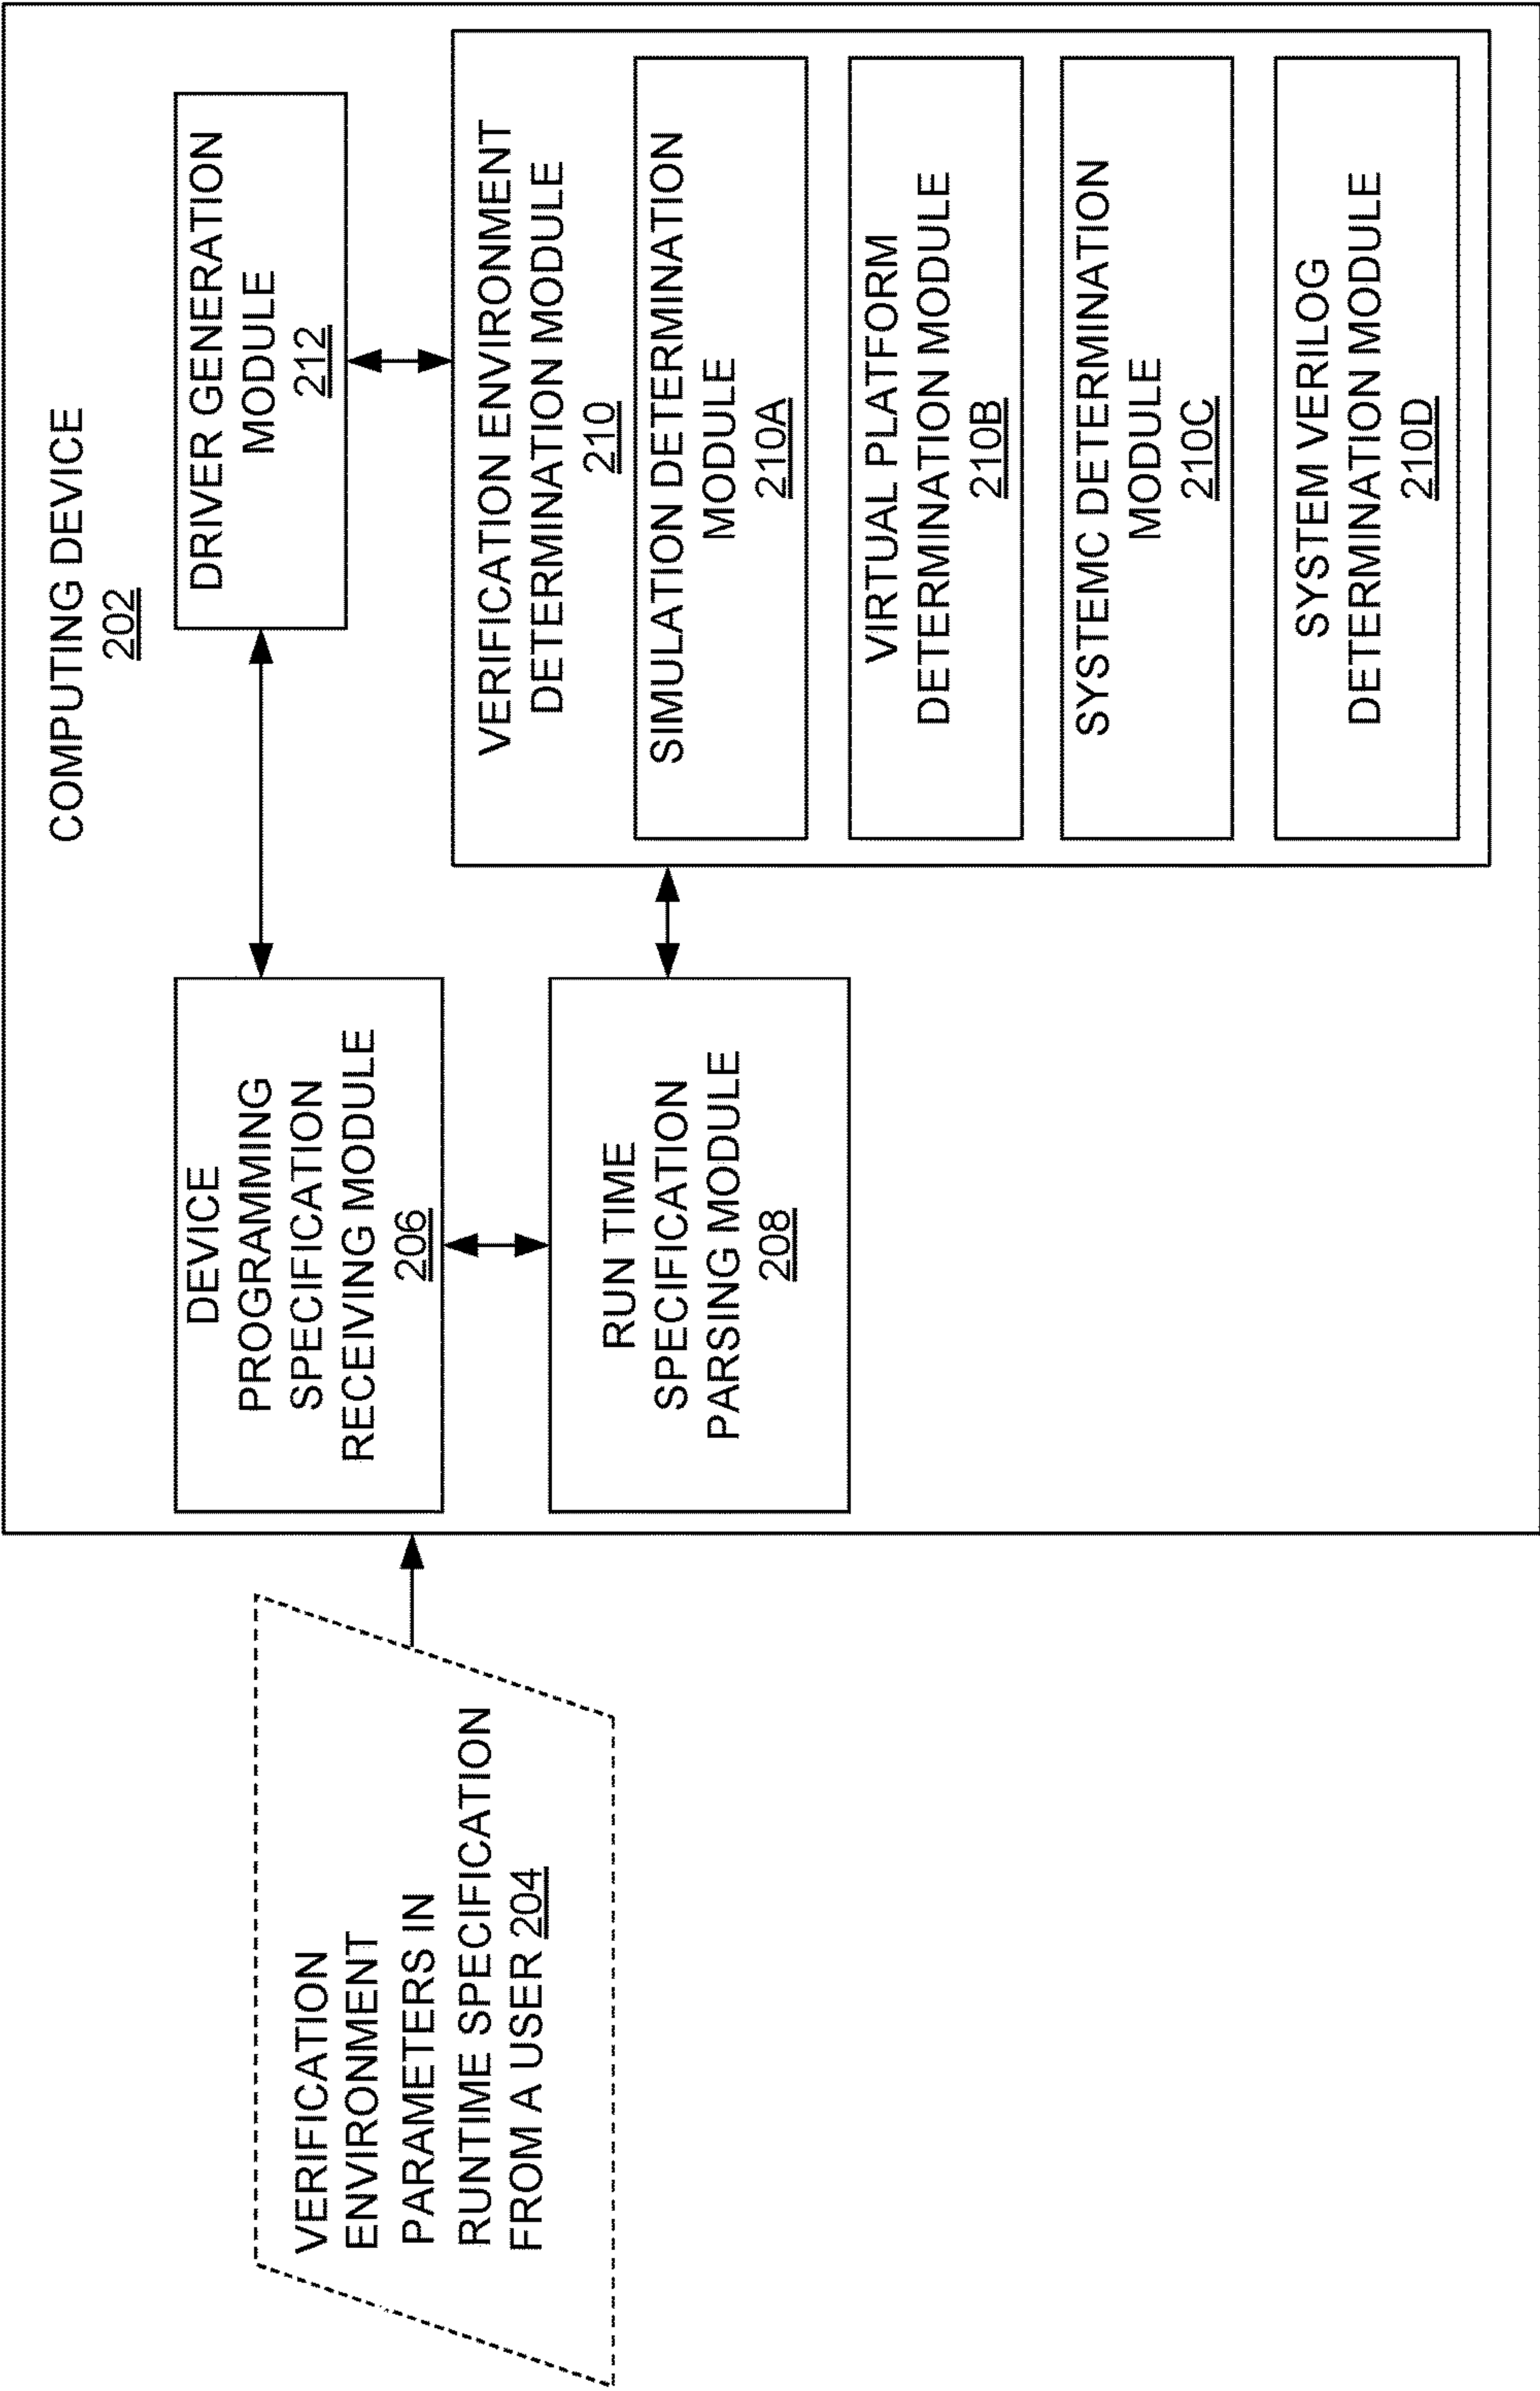 COMPUTING DEVICE
202
VERIFICATION
ENVIRONMENT
PARAMETERS IN
RUNTIME SPECIFICATION
FROM A USER 204
DEVICE
PROGRAMMING
SPECIFICATION
RECEIVING MODULE
206
RUN TIME
SPECIFICATION
PARSING MODULE
208
DRIVER GENERATION
MODULE
212
VERIFICATION ENVIRONMENT
DETERMINATION MODULE
210
SIMULATION DETERMINATION
MODULE
210A
VIRTUAL PLATFORM
DETERMINATION MODULE
210B
SYSTEMC DETERMINATION
MODULE
210C
SYSTEM VERILOG
DETERMINATION MODULE
210D